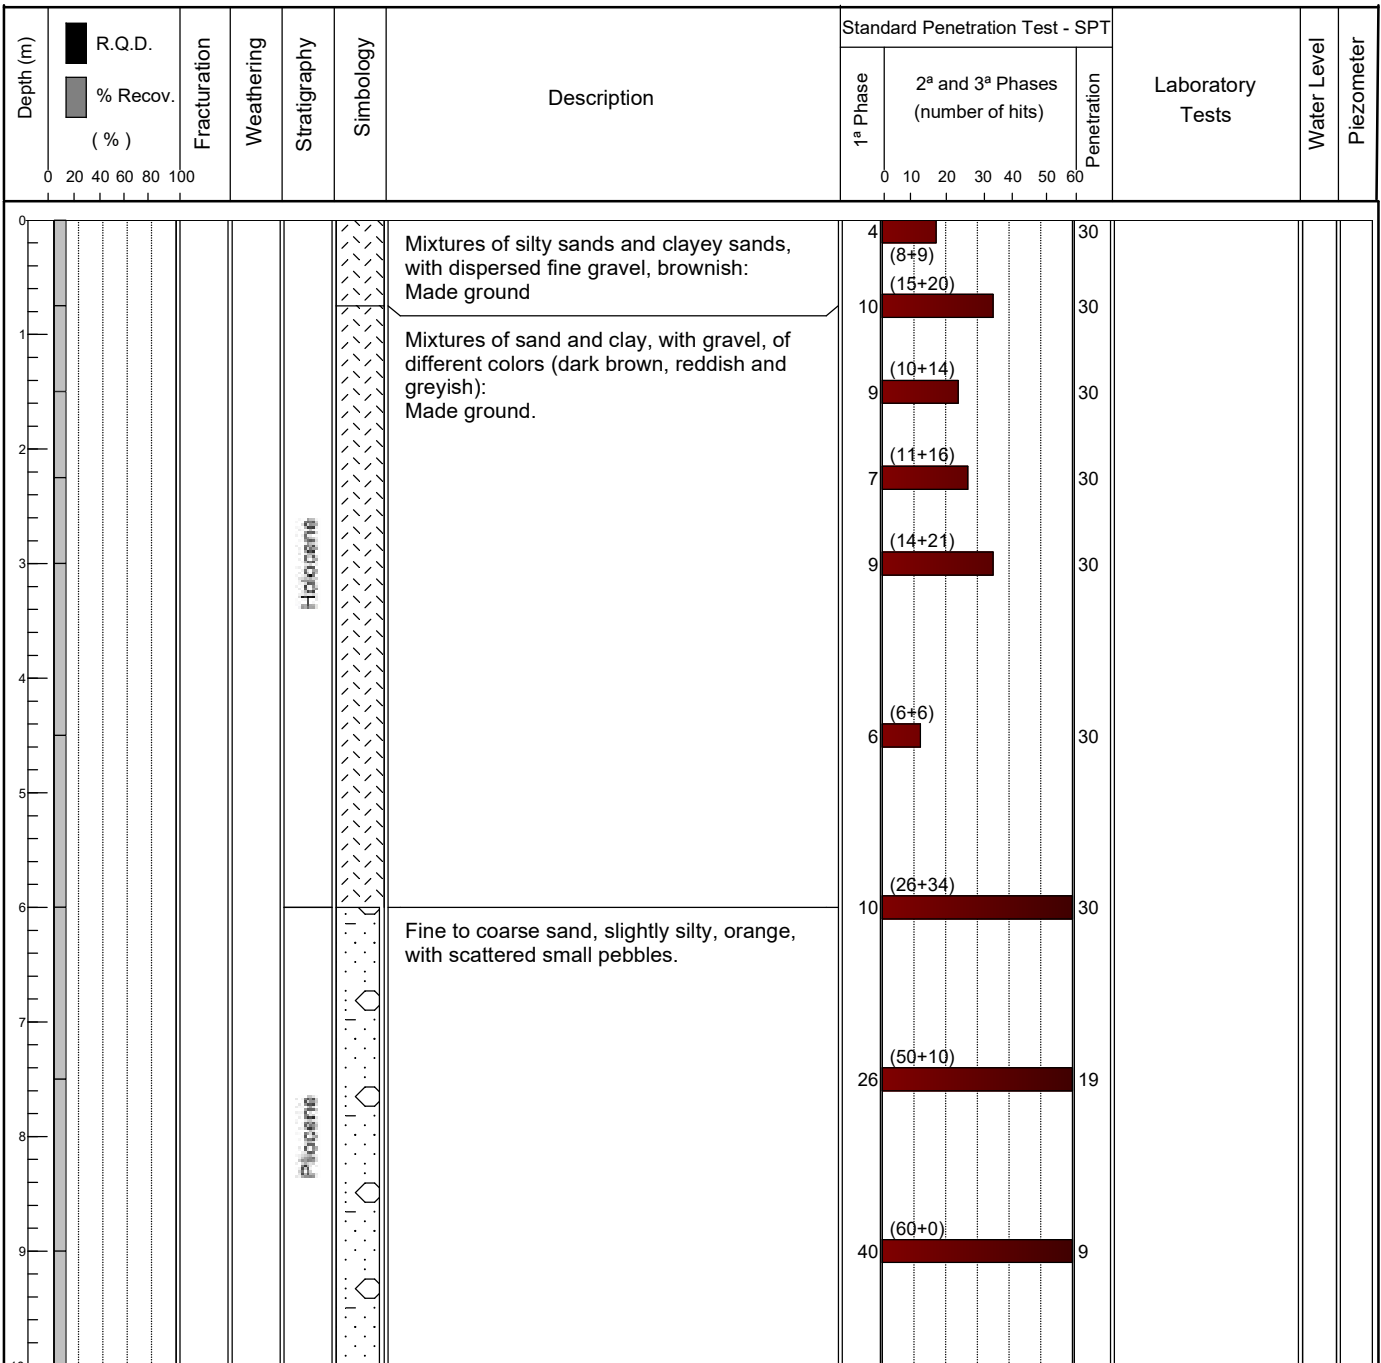 Depth (m)
R.Q.D.
% Recov.
( % )
0 20 40 60 80 100
Fracturation
Weathering
Stratigraphy
Simbology
Description
Standard Penetration Test - SPT
1ª Phase
2ª and 3ª Phases
(number of hits)
0 10 20 30 40 50 60
Penetration
Laboratory
Tests
Water Level
Piezometer
0
Mixtures of silty sands and clayey sands,
with dispersed fine gravel, brownish:
Made ground
4 (8+9) 30
(15+20)
10 30
1
Mixtures of sand and clay, with gravel, of
different colors (dark brown, reddish and
greyish):
Made ground.
(10+14)
9 30
2
(11+16)
7 30
Holocene
(14+21)
3 9 30
4
(6+6)
6 30
5
(26+34)
6 10 30
Fine to coarse sand, slightly silty, orange,
with scattered small pebbles.
7
(50+10)
26 19
Pliocene
8
(60+0)
9 40 9